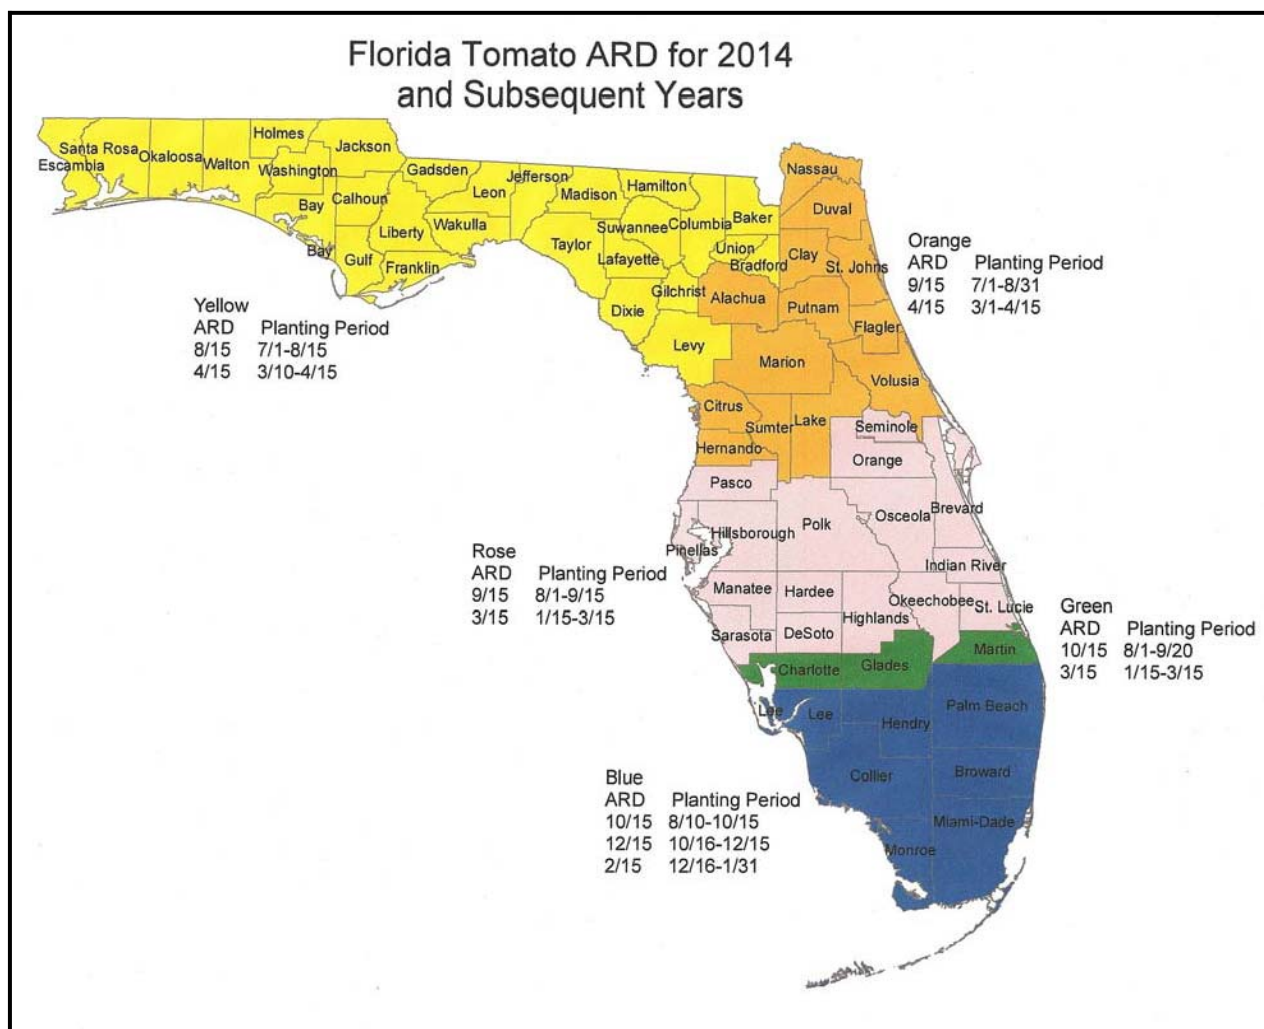 Florida Tomato ARD for 2014
and Subsequent Years
Holmes
Jackson
Santa Rosa
Okaloosa
Walton
Escambia
Washington
Gadsden
Jefferson
Leon
Madison
Hamilton
Nassau
Calhoun
Bay
Liberty
Wakulla
Suwannee
Columbia
Baker
Duval
Taylor
Lafayette
Union
Bradford
Clay
St. Johns
Bay
Gulf
Franklin
Gilchrist
Alachua
Putnam
Dixie
Flagler
Levy
Marion
Volusia
Citrus
Sumter
Lake
Seminole
Hernando
Orange
Pasco
Polk
Osceola
Brevard
Hillsborough
Pinellas
Indian River
Manatee
Hardee
Okeechobee
St. Lucie
Highlands
Sarasota
DeSoto
Martin
Charlotte
Glades
Lee
Lee
Hendry
Palm Beach
Collier
Broward
Miami-Dade
Monroe
Yellow
ARD Planting Period
8/15 7/1-8/15
4/15 3/10-4/15
Orange
ARD Planting Period
9/15 7/1-8/31
4/15 3/1-4/15
Rose
ARD Planting Period
9/15 8/1-9/15
3/15 1/15-3/15
Green
ARD Planting Period
10/15 8/1-9/20
3/15 1/15-3/15
Blue
ARD Planting Period
10/15 8/10-10/15
12/15 10/16-12/15
2/15 12/16-1/31